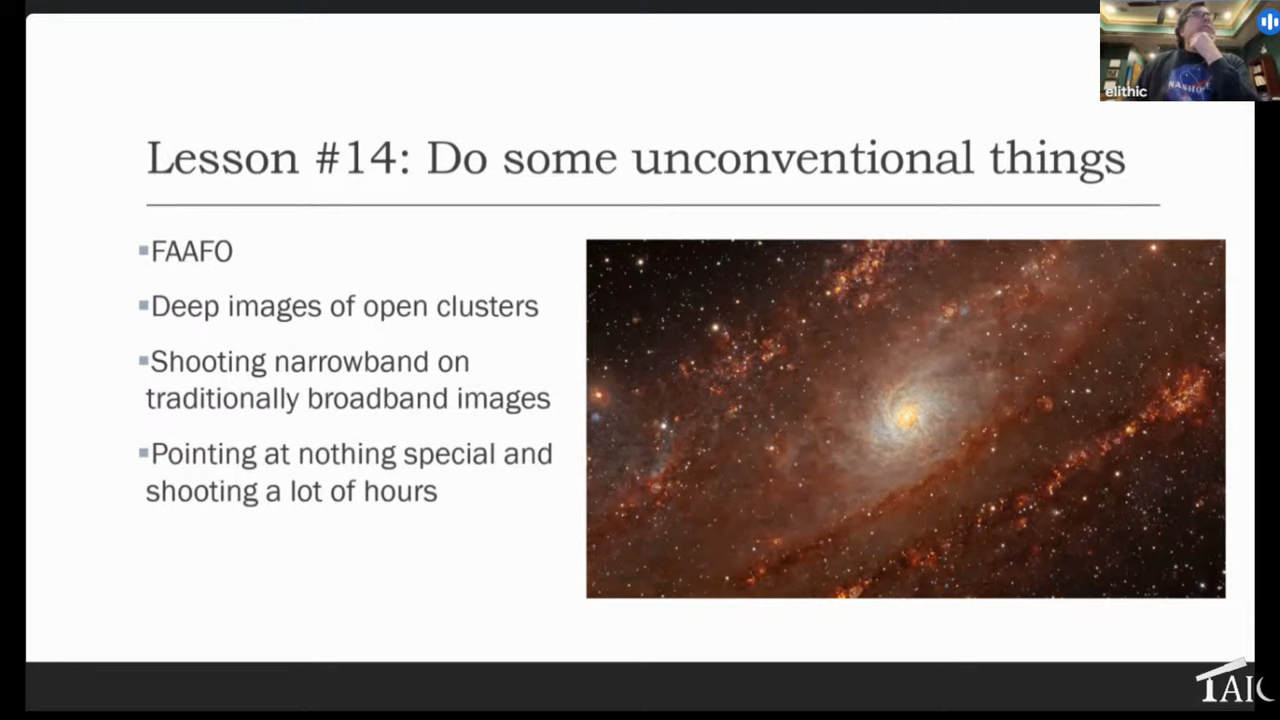 elithic
Lesson #14: Do some unconventional things
▪FAAFO
▪Deep images of open clusters
▪Shooting narrowband on
traditionally broadband images
▪Pointing at nothing special and
shooting a lot of hours
TAIC